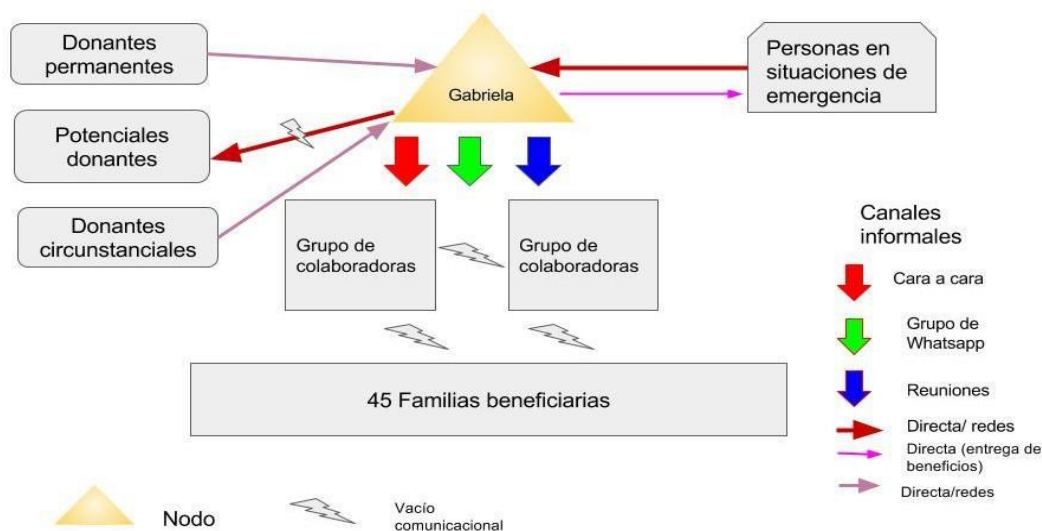 Donantes
permanentes
Potenciales
donantes
Donantes
circunstanciales
Gabriela
Personas en
situaciones de
emergencia
Grupo de
colaboradoras
Grupo de
colaboradoras
45 Familias beneficiarias
Canales
informales
Cara a cara
Grupo de
Whatsapp
Reuniones
Directa/ redes
Directa (entrega de
beneficios)
Directa/redes
Nodo
Vacío
comunicacional